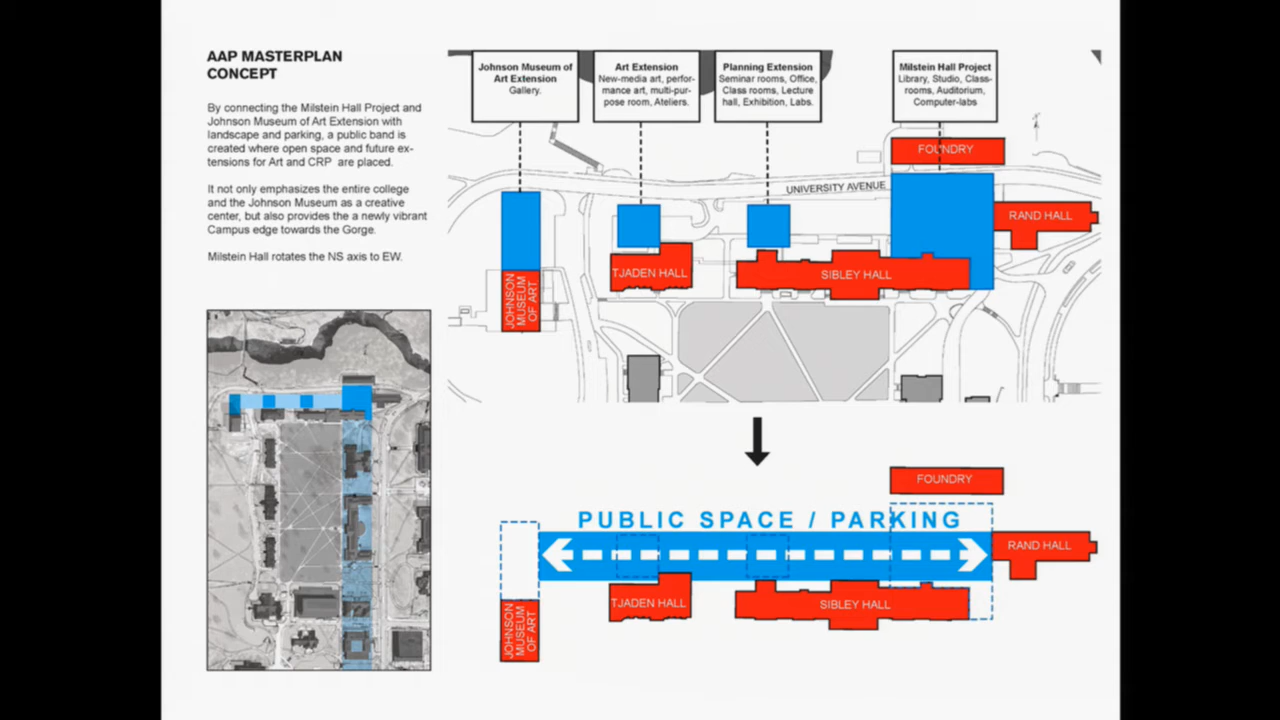 AAP MASTERPLAN
CONCEPT
By connecting the Milstein Hall Project and
Johnson Museum of Art Extension with
landscape and parking, a public band is
created where open space and future ex-
tensions for Art and CRP are placed.
It not only emphasizes the entire college
and the Johnson Museum as a creative
center, but also provides the a newly vibrant
Campus edge towards the Gorge.
Milstein Hall rotates the NS axis to EW.
Johnson Museum of
Art Extension
Gallery.
Art Extension
New-media art, perfor-
mance art, multi-pur-
pose room, Ateliers.
Planning Extension
Seminar rooms, Office,
Class rooms, Lecture
hall, Exhibition, Labs.
Milstein Hall Project
Library, Studio, Class-
rooms, Auditorium,
Computer-labs
FOUNDRY
UNIVERSITY AVENUE
RAND HALL
TJADEN HALL
SIBLEY HALL
JOHNSON
MUSEUM
OF ART
FOUNDRY
PUBLIC SPACE / PARKING
RAND HALL
TJADEN HALL
SIBLEY HALL
JOHNSON
MUSEUM
OF ART